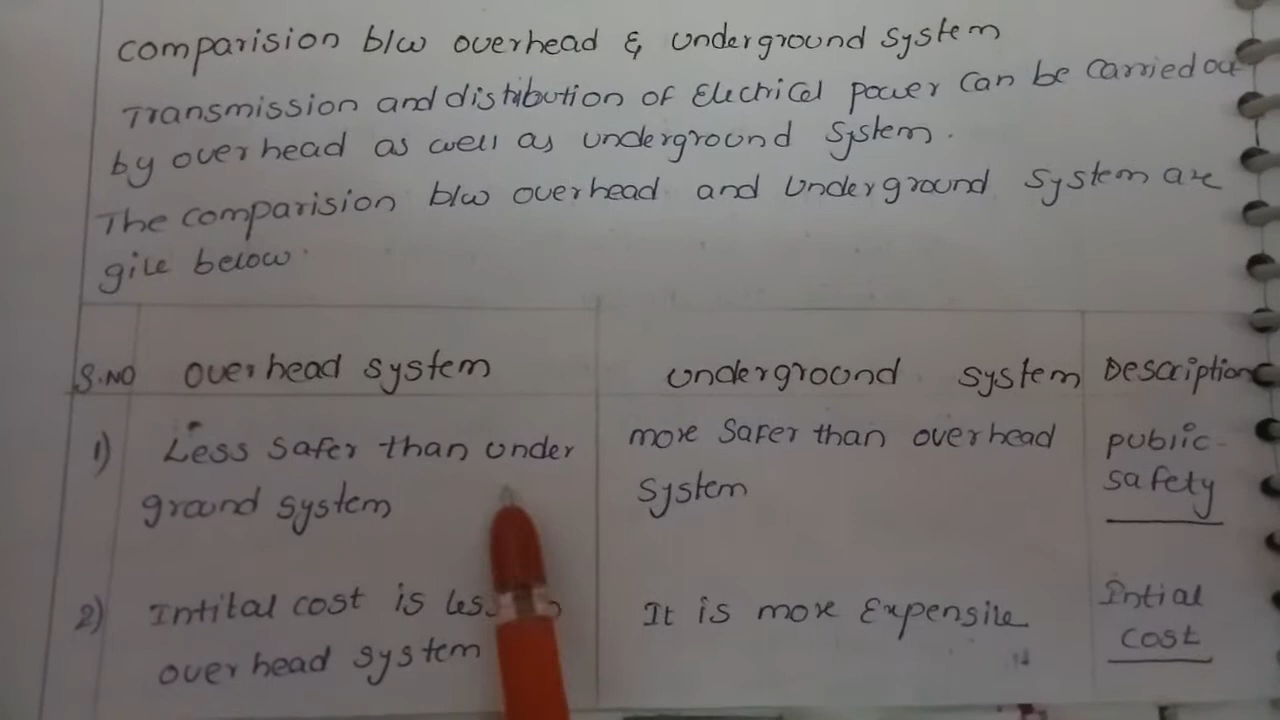 comparision b/w overhead & underground system
Transmission and distribution of Electrical power can be carried out
by overhead as well as underground system.
The comparision b/w overhead and underground system are
give below.
S.NO overhead system underground system Description
1) Less safer than under more safer than overhead public
ground system system safety
2) Intital cost is less It is more Expensive Intial
overhead system cost